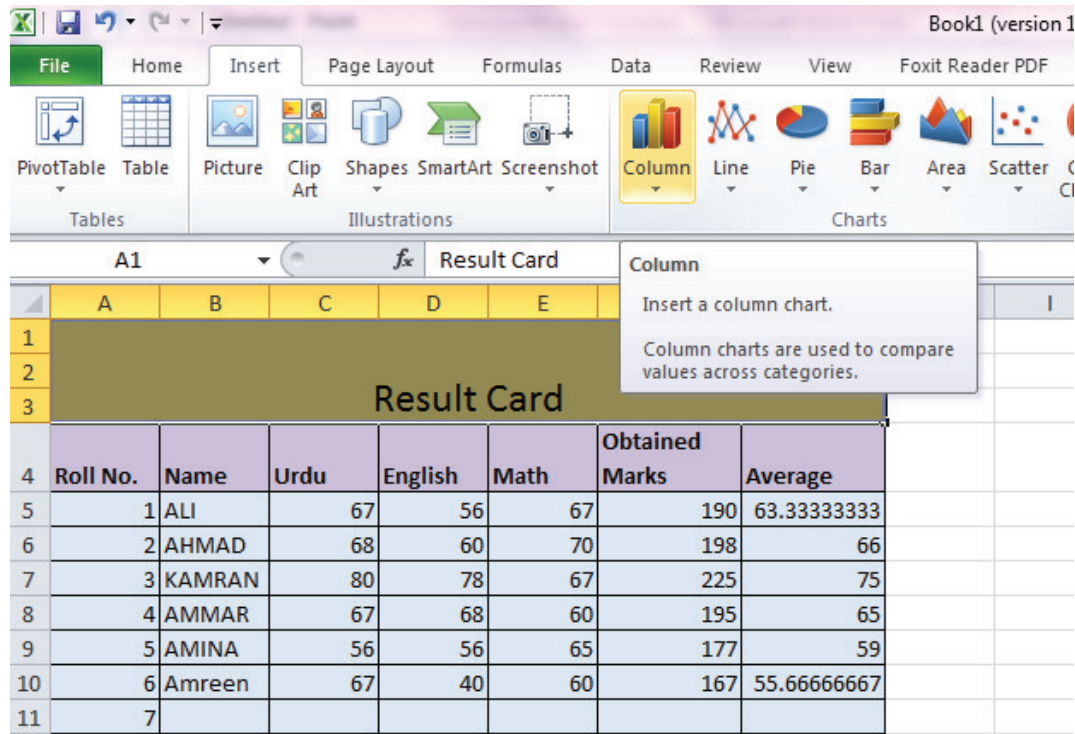 Book1 (version 1
File Home Insert Page Layout Formulas Data Review View Foxit Reader PDF
PivotTable Table Picture Clip Art Shapes SmartArt Screenshot Column Line Pie Bar Area Scatter
Tables Illustrations Charts
A1 fx Result Card
Column
Insert a column chart.
Column charts are used to compare
values across categories.
A B C D E I
1
2
3 Result Card
4 Roll No. Name Urdu English Math Obtained Marks Average
5 1 ALI 67 56 67 190 63.33333333
6 2 AHMAD 68 60 70 198 66
7 3 KAMRAN 80 78 67 225 75
8 4 AMMAR 67 68 60 195 65
9 5 AMINA 56 56 65 177 59
10 6 Amreen 67 40 60 167 55.66666667
11 7